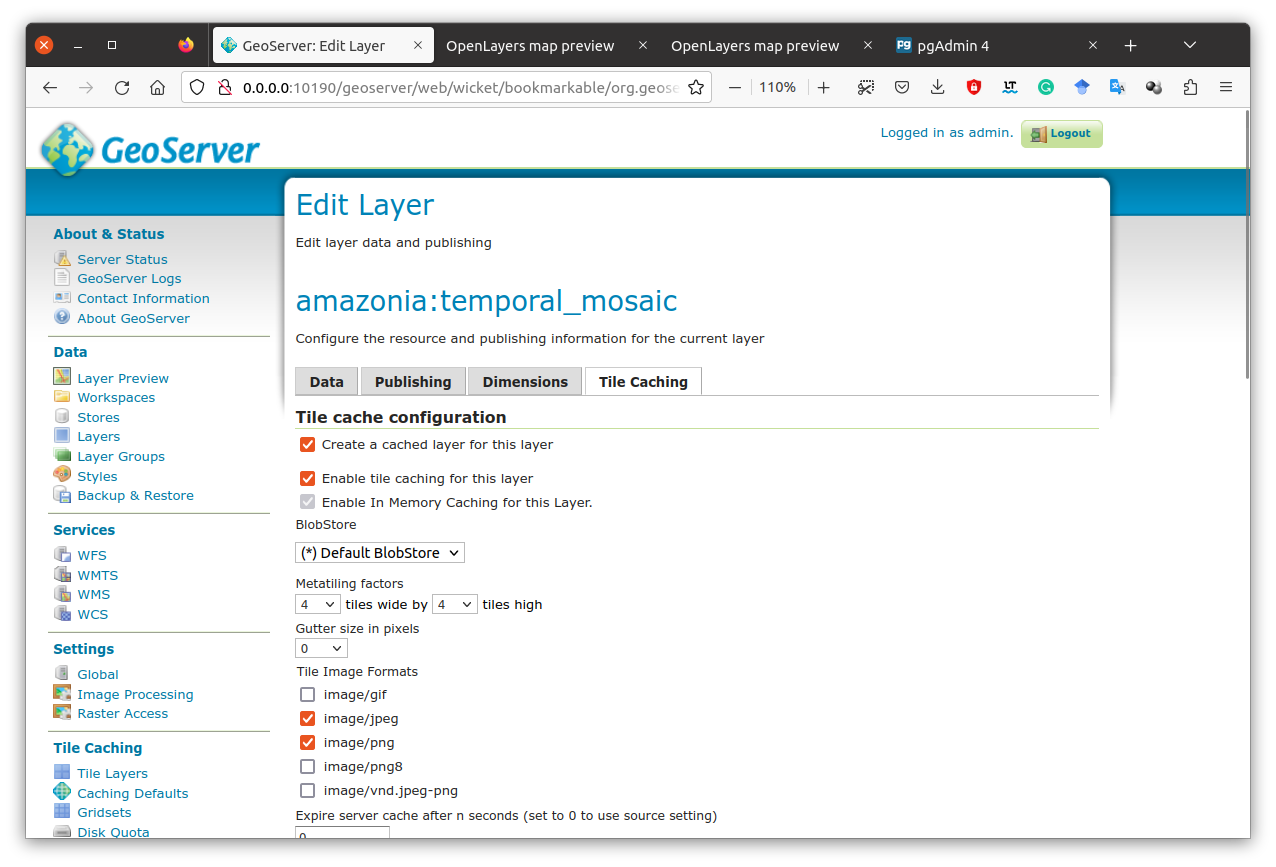 GeoServer: Edit Layer
OpenLayers map preview
OpenLayers map preview
pg pgAdmin 4
0.0.0.0:10190/geoserver/web/wicket/bookmarkable/org.geose
110%
GeoServer
Logged in as admin.
Logout
Edit Layer
Edit layer data and publishing
amazonia:temporal_mosaic
Configure the resource and publishing information for the current layer
Data
Publishing
Dimensions
Tile Caching
Tile cache configuration
Create a cached layer for this layer
Enable tile caching for this layer
Enable In Memory Caching for this Layer.
BlobStore
(*) Default BlobStore
Metatiling factors
4 tiles wide by 4 tiles high
Gutter size in pixels
0
Tile Image Formats
image/gif
image/jpeg
image/png
image/png8
image/vnd.jpeg-png
Expire server cache after n seconds (set to 0 to use source setting)
0
About & Status
Server Status
GeoServer Logs
Contact Information
About GeoServer
Data
Layer Preview
Workspaces
Stores
Layers
Layer Groups
Styles
Backup & Restore
Services
WFS
WMTS
WMS
WCS
Settings
Global
Image Processing
Raster Access
Tile Caching
Tile Layers
Caching Defaults
Gridsets
Disk Quota